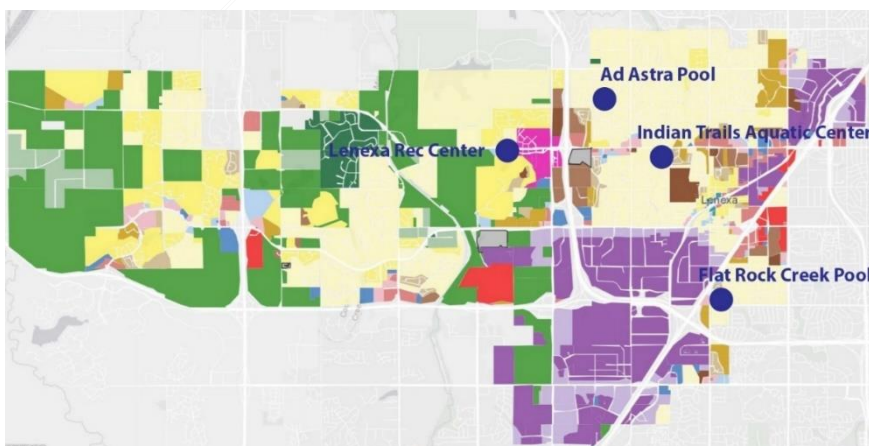 Ad Astra Pool
Indian Trails Aquatic Center
Lenexa Rec Center
Lenexa
Flat Rock Creek Pool